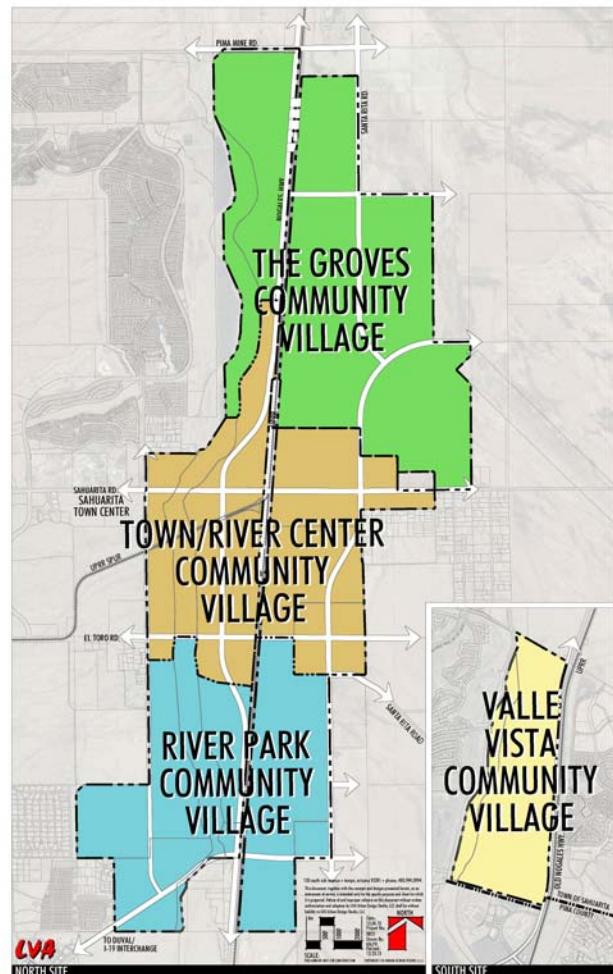 PIMA MINE RD.
SANTA RITA RD.
NOGALES HWY.
THE GROVES
COMMUNITY
VILLAGE
SAHUARITA RD.
SAHUARITA
TOWN CENTER
UPRR SPUR
TOWN/RIVER CENTER
COMMUNITY
VILLAGE
EL TORO RD.
SANTA RITA ROAD
RIVER PARK
COMMUNITY
VILLAGE
UPRR
VALLE
VISTA
COMMUNITY
VILLAGE
OLD NOGALES HWY.
TOWN OF SAHUARITA
PIMA COUNTY
TO DUVAL/
I-19 INTERCHANGE
LVA
SCALE:
NORTH
NORTH SITE
SOUTH SITE